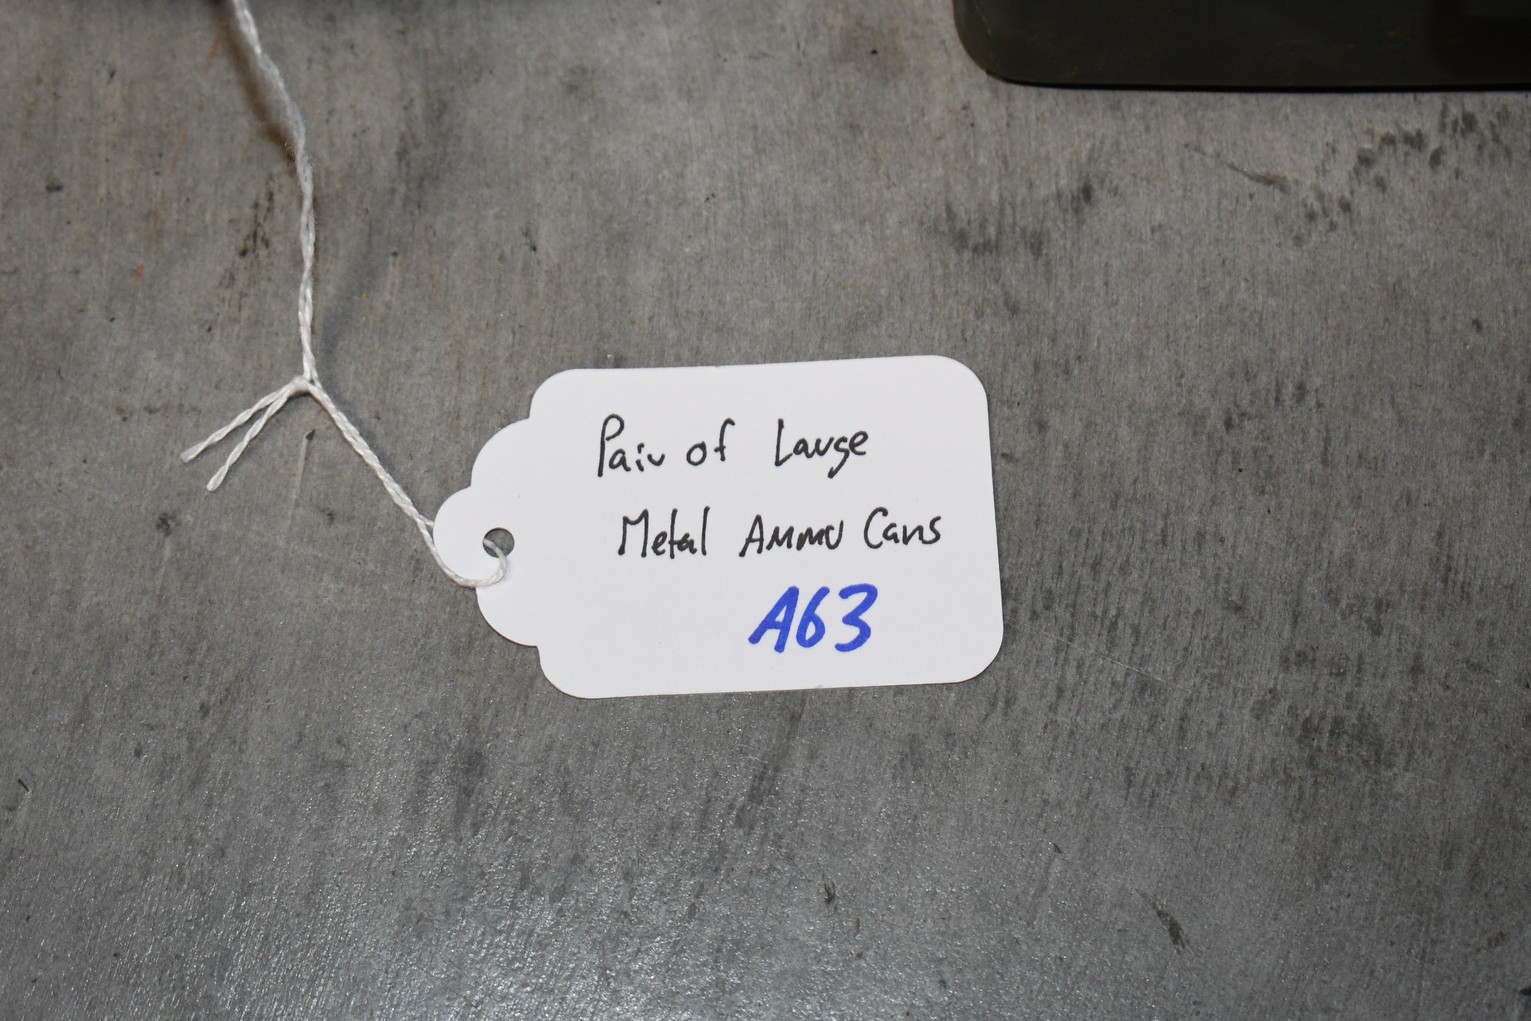 Pair of Large
Metal Ammo Cans
A63